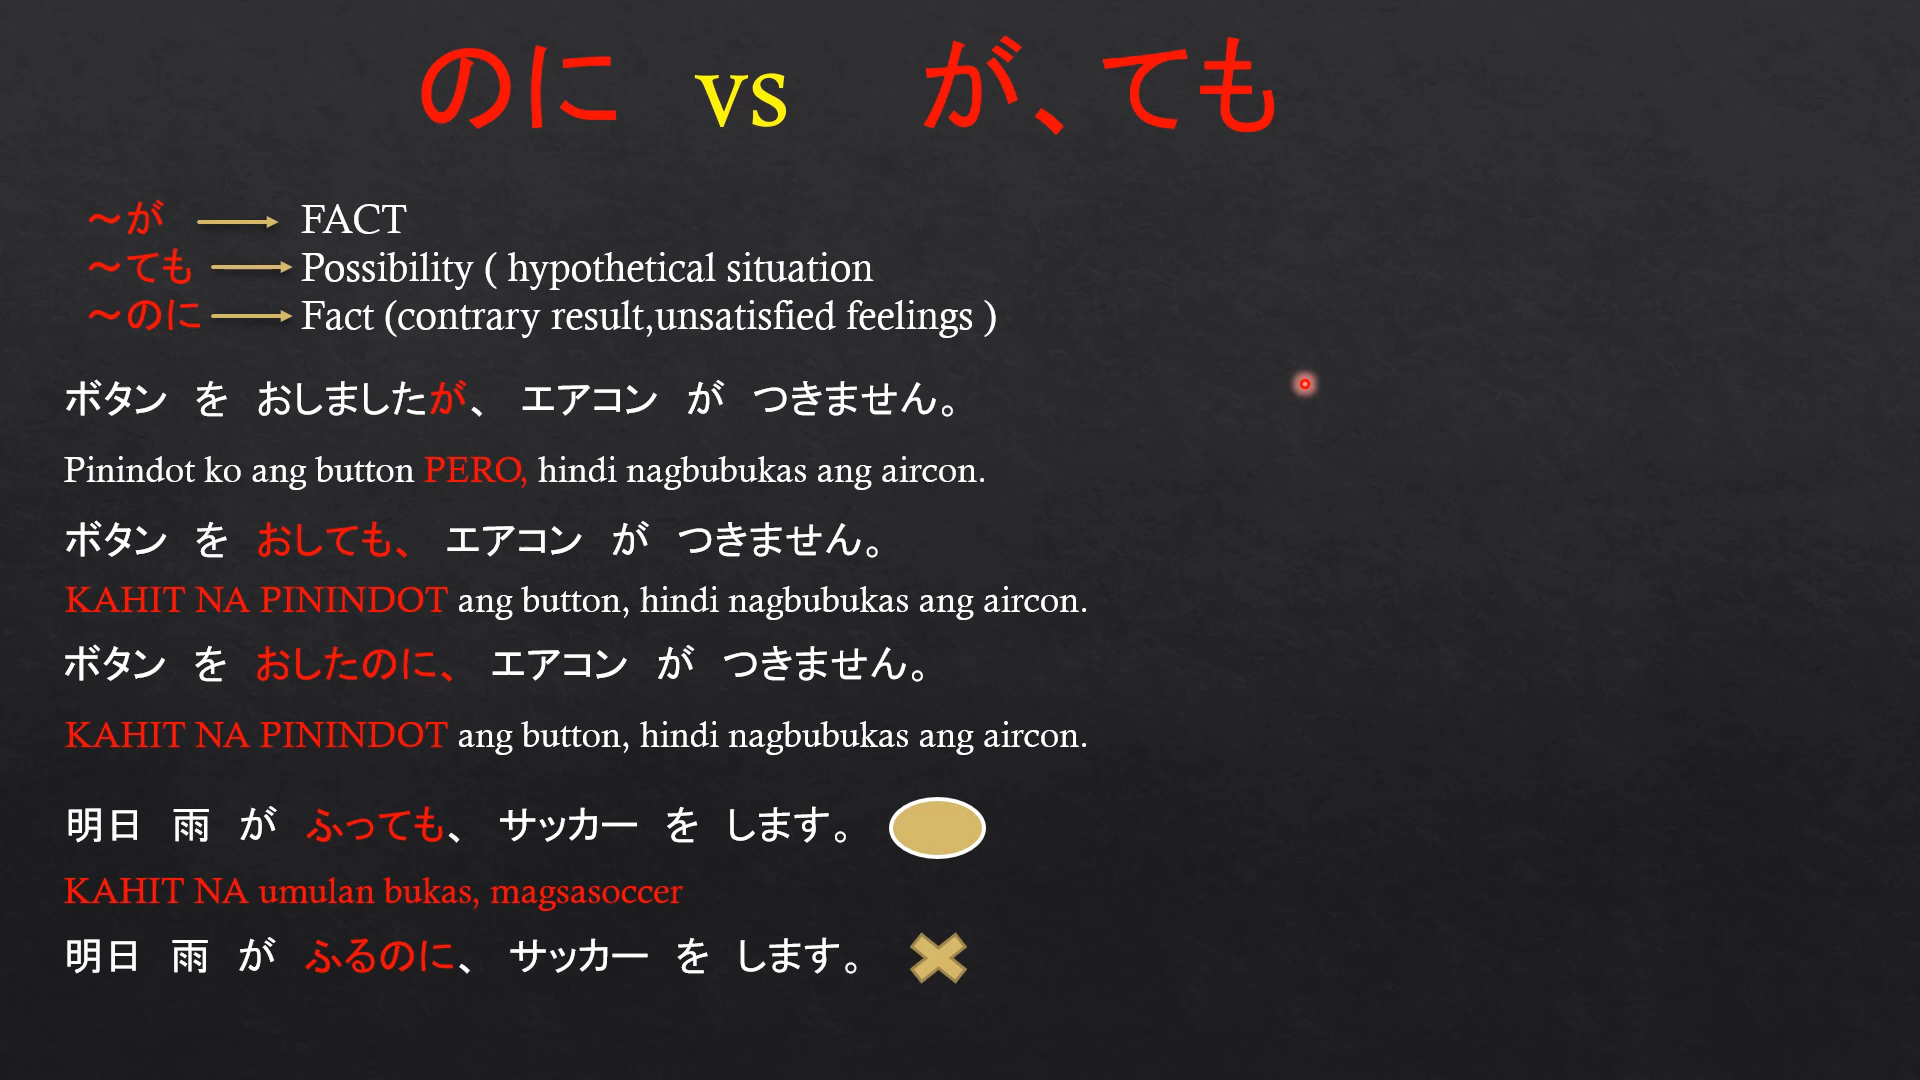 のに vs が、ても
～が FACT
～ても Possibility ( hypothetical situation
～のに Fact (contrary result,unsatisfied feelings )
ボタン を おしましたが、 エアコン が つきません。
Pinindot ko ang button PERO, hindi nagbubukas ang aircon.
ボタン を おしても、 エアコン が つきません。
KAHIT NA PININDOT ang button, hindi nagbubukas ang aircon.
ボタン を おしたのに、 エアコン が つきません。
KAHIT NA PININDOT ang button, hindi nagbubukas ang aircon.
明日 雨 が ふっても、 サッカー を します。
KAHIT NA umulan bukas, magsasoccer
明日 雨 が ふるのに、 サッカー を します。